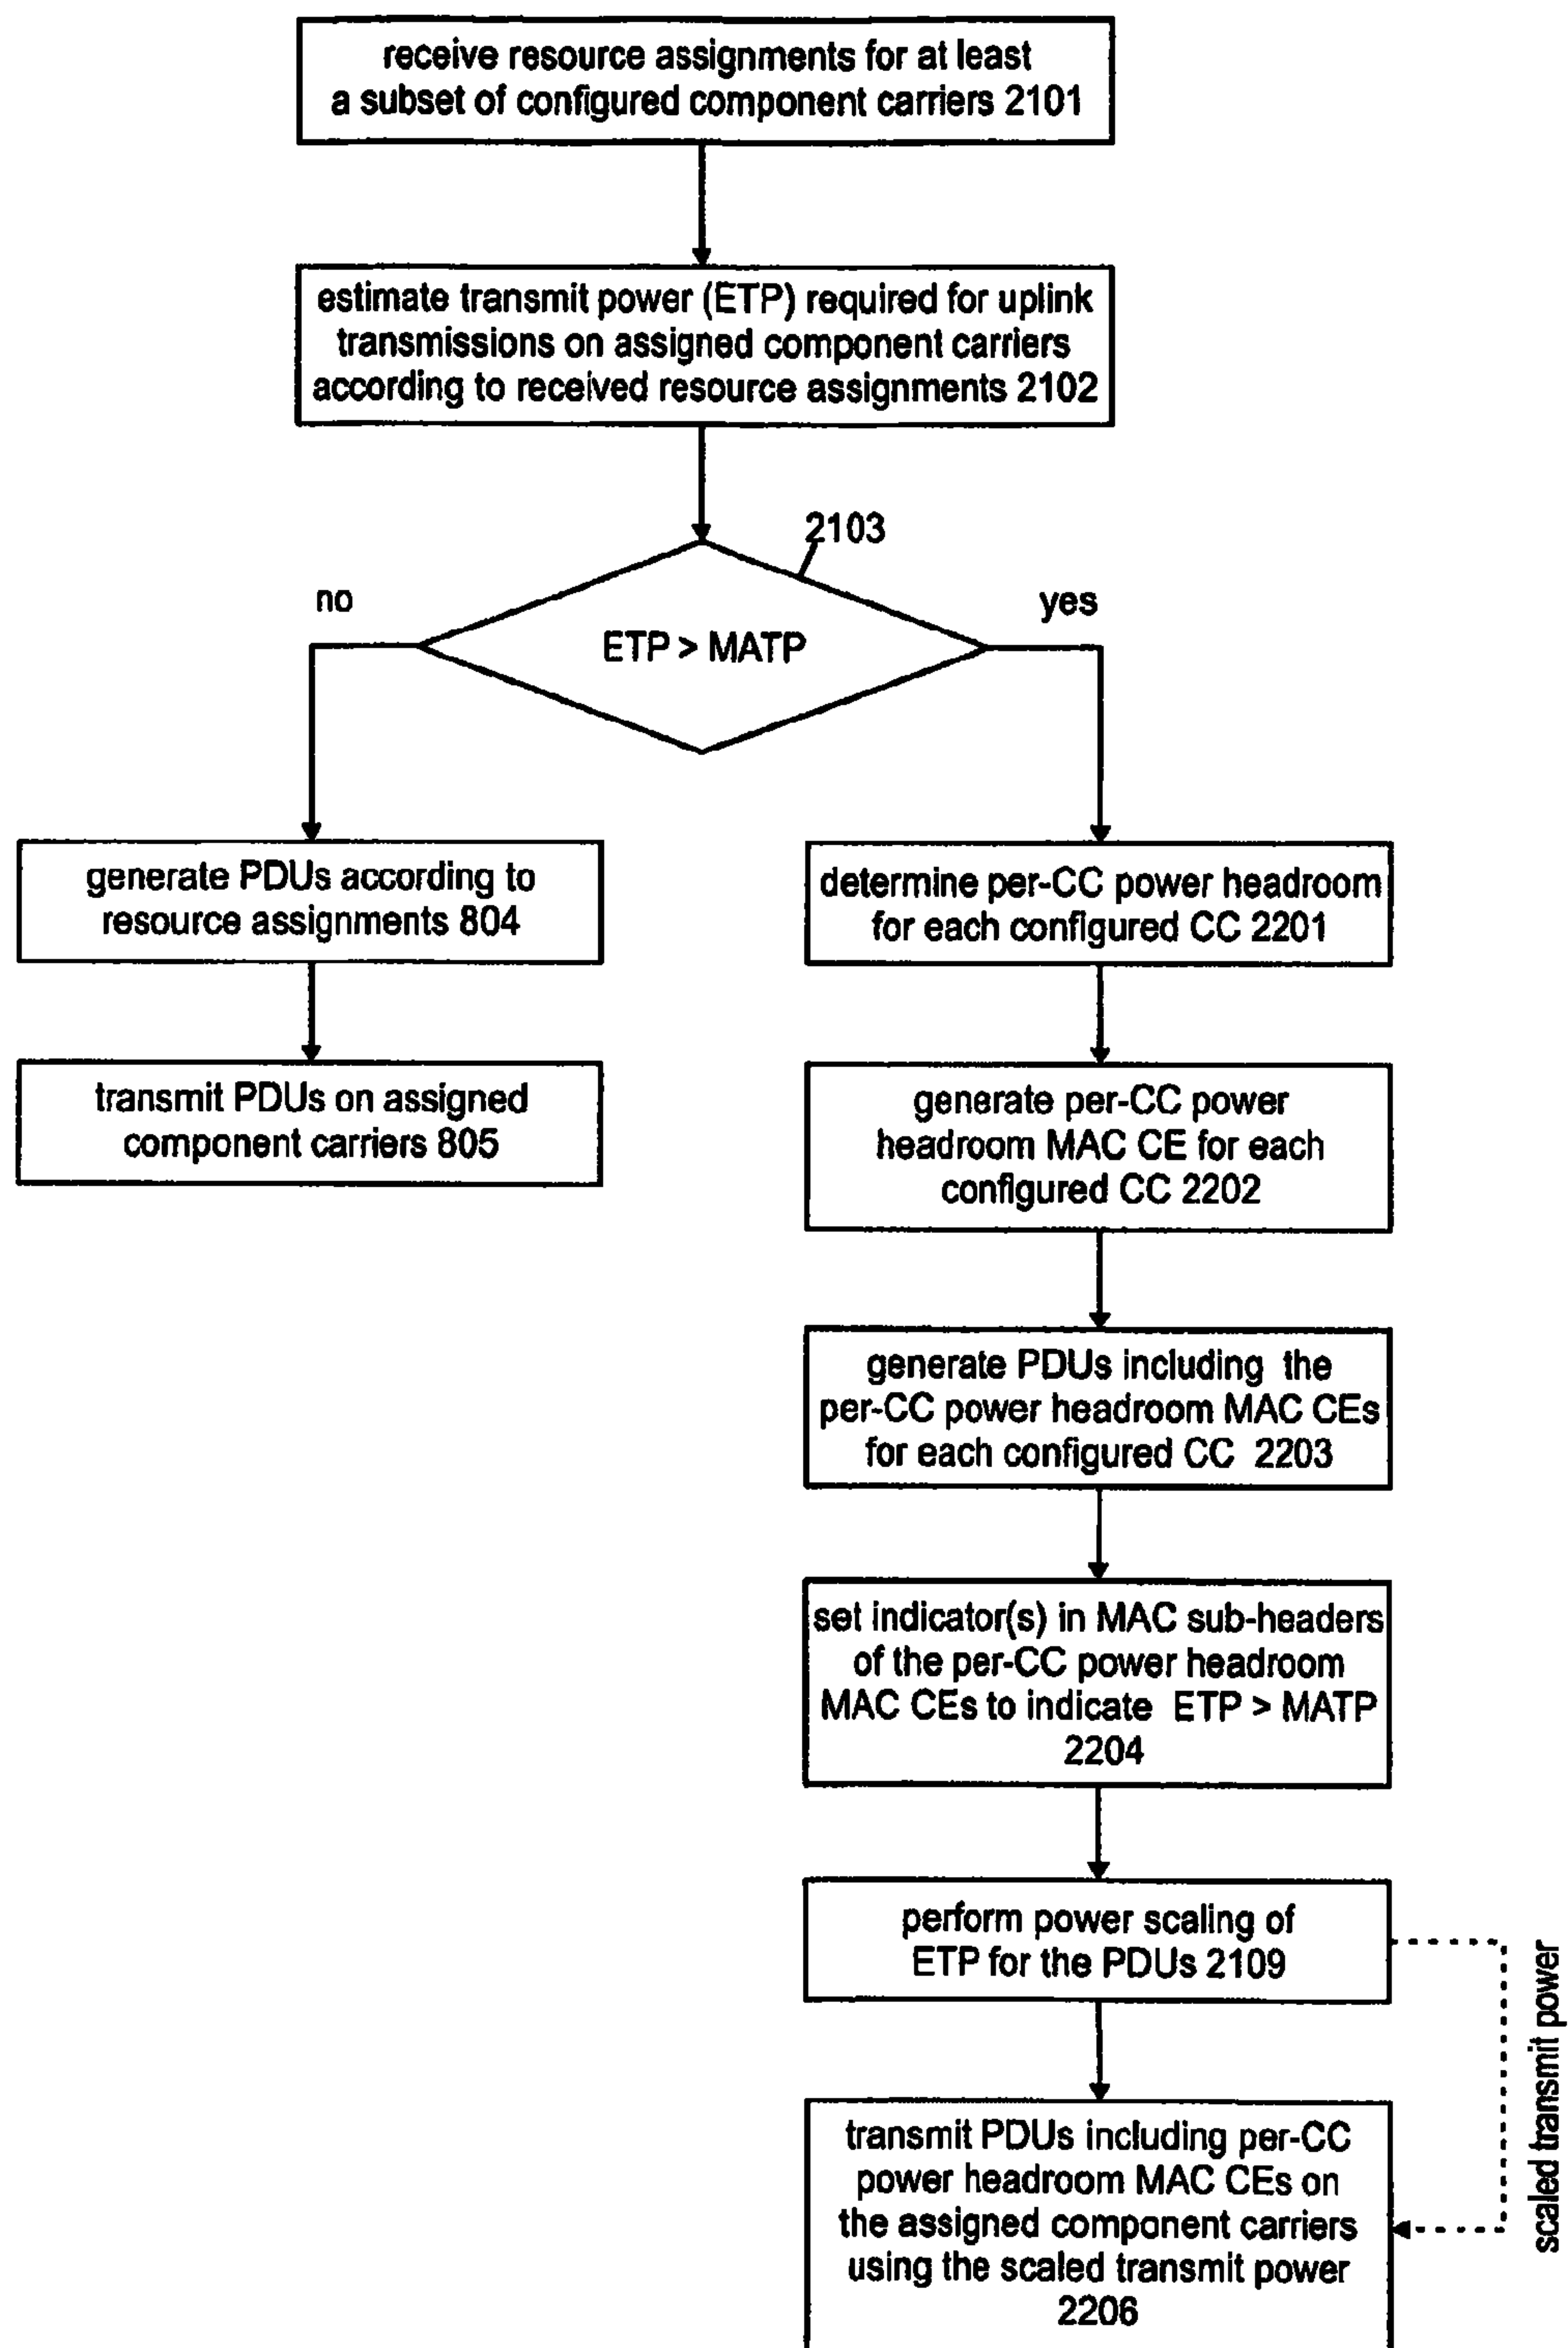 receive resource assignments for at least
a subset of configured component carriers 2101
estimate transmit power (ETP) required for uplink
transmissions on assigned component carriers
according to received resource assignments 2102
2103
no
yes
ETP > MATP
generate PDUs according to
resource assignments 804
transmit PDUs on assigned
component carriers 805
determine per-CC power headroom
for each configured CC 2201
generate per-CC power
headroom MAC CE for each
configured CC 2202
generate PDUs including the
per-CC power headroom MAC CEs
for each configured CC 2203
set indicator(s) in MAC sub-headers
of the per-CC power headroom
MAC CEs to indicate ETP > MATP
2204
perform power scaling of
ETP for the PDUs 2109
scaled transmit power
transmit PDUs including per-CC
power headroom MAC CEs on
the assigned component carriers
using the scaled transmit power
2206